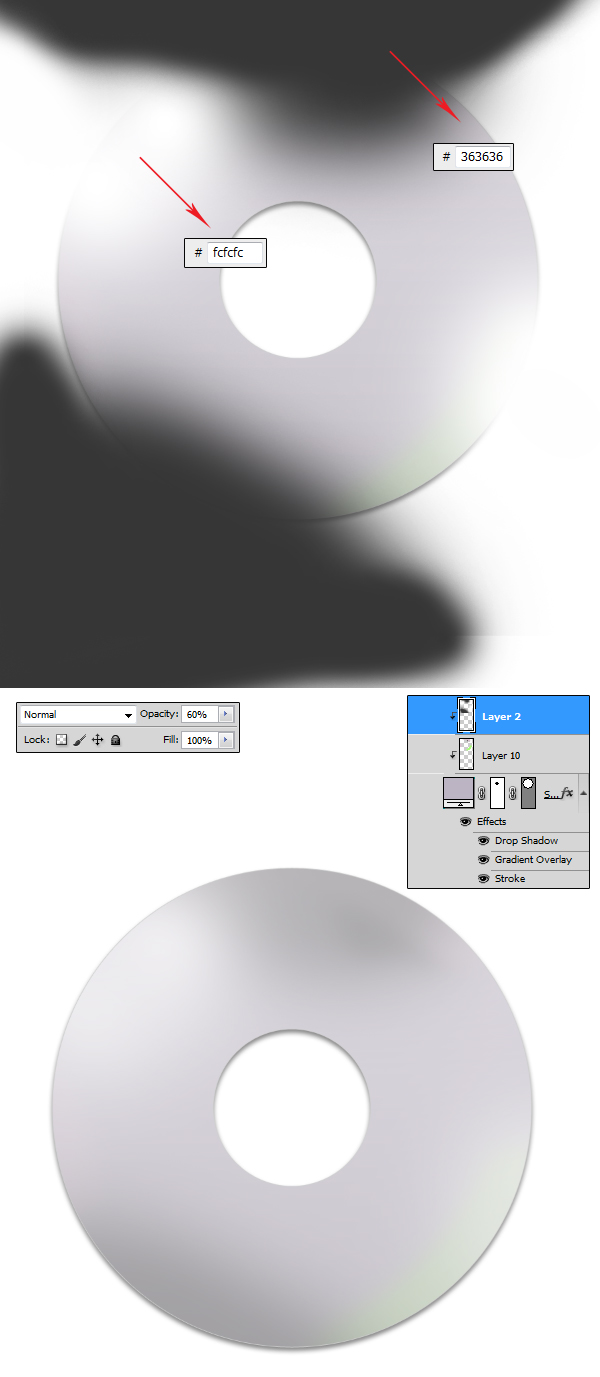 # 363636
# fcfcfc
Normal Opacity: 60%
Lock: Fill: 100%
Layer 2
Layer 10
S... fx
Effects
Drop Shadow
Gradient Overlay
Stroke